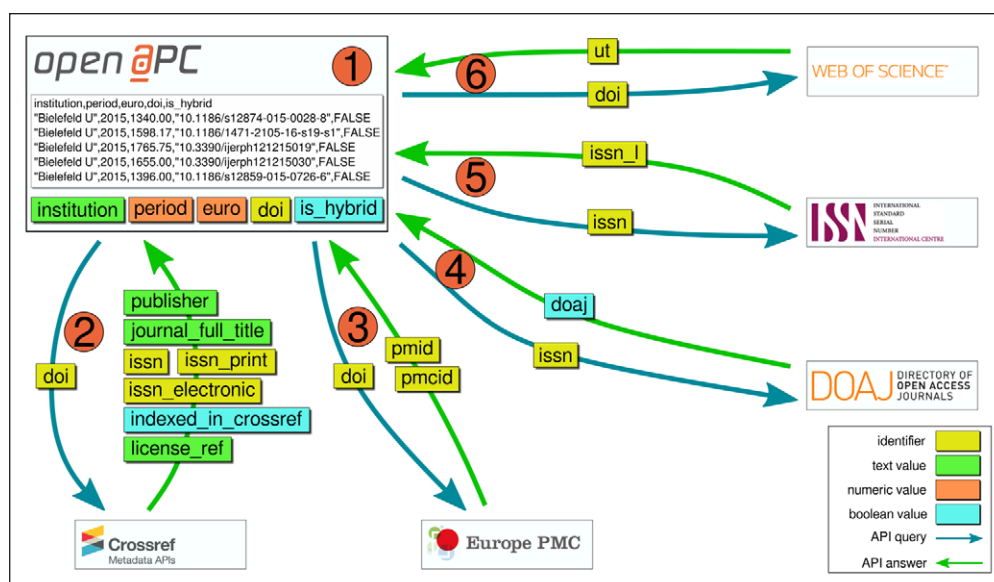 open aPC
1
institution,period,euro,doi,is_hybrid
"Bielefeld U",2015,1340.00,"10.1186/s12874-015-0028-8",FALSE
"Bielefeld U",2015,1598.17,"10.1186/1471-2105-16-s19-s1",FALSE
"Bielefeld U",2015,1765.75,"10.3390/ijerph121215019",FALSE
"Bielefeld U",2015,1655.00,"10.3390/ijerph121215030",FALSE
"Bielefeld U",2015,1396.00,"10.1186/s12859-015-0726-6",FALSE
institution period euro doi is_hybrid
6
ut
doi
WEB OF SCIENCE™
5
issn_l
issn
ISSN
INTERNATIONAL
STANDARD
SERIAL
NUMBER
INTERNATIONAL CENTRE
4
doaj
issn
DOAJ
DIRECTORY OF
OPEN ACCESS
JOURNALS
2
doi
publisher
journal_full_title
issn issn_print
issn_electronic
indexed_in_crossref
license_ref
3
doi
pmid
pmcid
Crossref
Metadata APIs
Europe PMC
identifier
text value
numeric value
boolean value
API query
API answer